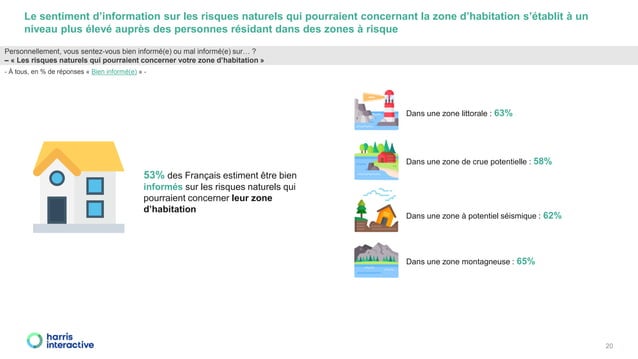 Le sentiment d’information sur les risques naturels qui pourraient concernant la zone d’habitation s’établit à un
niveau plus élevé auprès des personnes résidant dans des zones à risque
Personnellement, vous sentez-vous bien informé(e) ou mal informé(e) sur… ?
– « Les risques naturels qui pourraient concerner votre zone d’habitation »
- À tous, en % de réponses « Bien informé(e) » -
53% des Français estiment être bien
informés sur les risques naturels qui
pourraient concerner leur zone
d’habitation
Dans une zone littorale : 63%
Dans une zone de crue potentielle : 58%
Dans une zone à potentiel séismique : 62%
Dans une zone montagneuse : 65%
harris
interactive
20